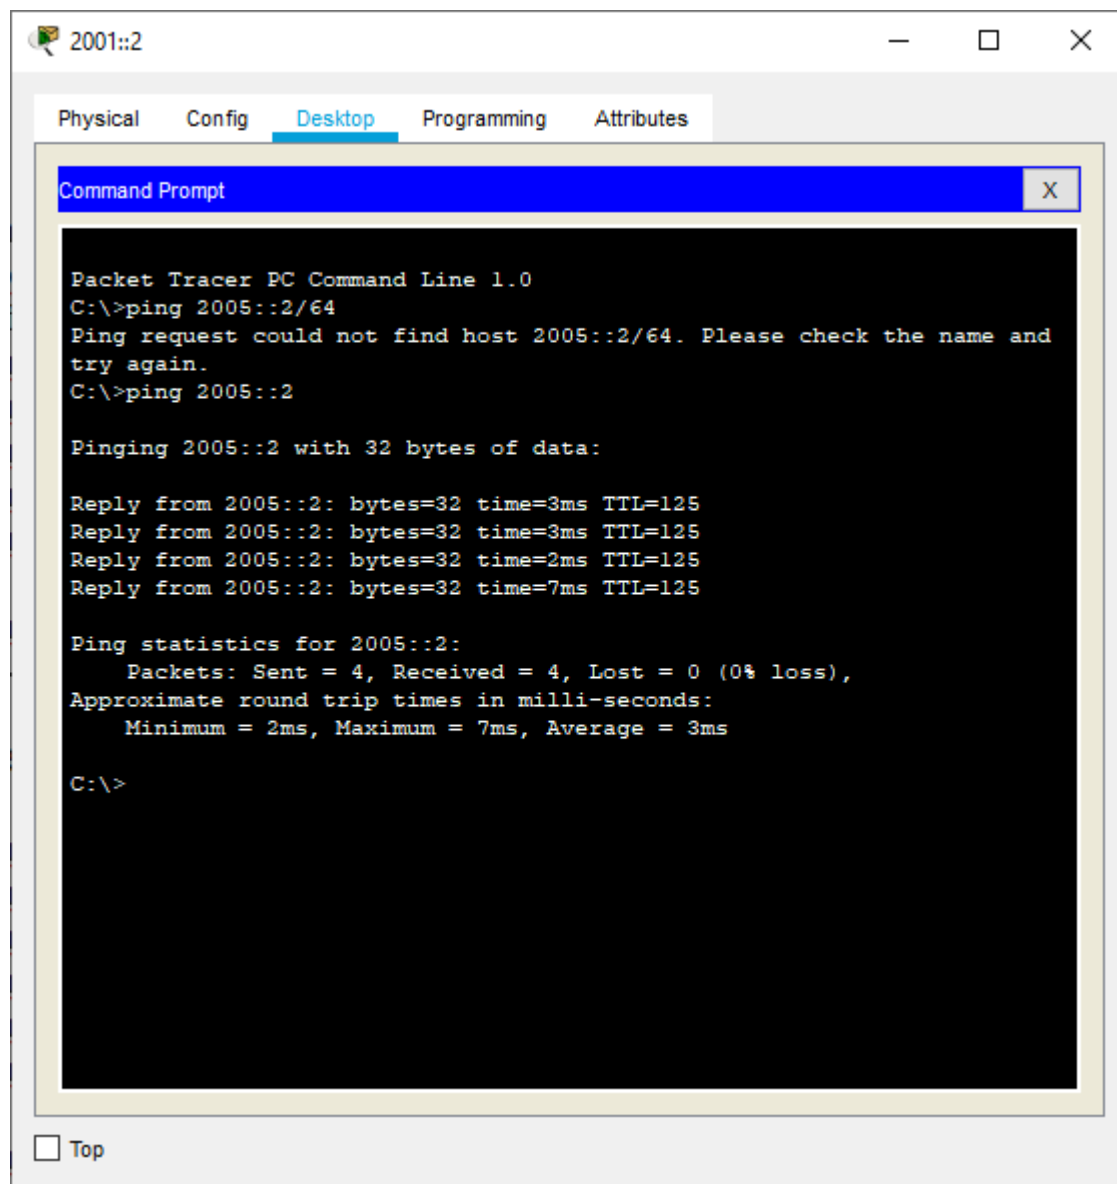 2001::2
Physical Config Desktop Programming Attributes
Command Prompt
X
Packet Tracer PC Command Line 1.0
C:\>ping 2005::2/64
Ping request could not find host 2005::2/64. Please check the name and
try again.
C:\>ping 2005::2
Pinging 2005::2 with 32 bytes of data:
Reply from 2005::2: bytes=32 time=3ms TTL=125
Reply from 2005::2: bytes=32 time=3ms TTL=125
Reply from 2005::2: bytes=32 time=2ms TTL=125
Reply from 2005::2: bytes=32 time=7ms TTL=125
Ping statistics for 2005::2:
Packets: Sent = 4, Received = 4, Lost = 0 (0% loss),
Approximate round trip times in milli-seconds:
Minimum = 2ms, Maximum = 7ms, Average = 3ms
C:\>
Top